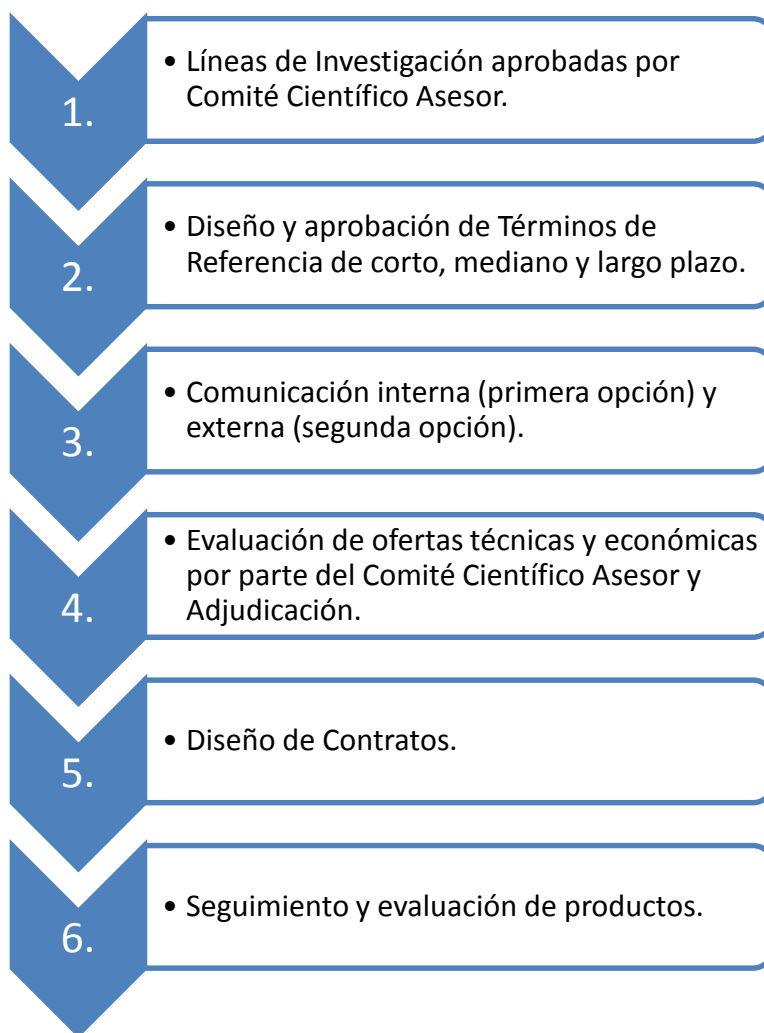 1.
• Líneas de Investigación aprobadas por
Comité Científico Asesor.
2.
• Diseño y aprobación de Términos de
Referencia de corto, mediano y largo plazo.
3.
• Comunicación interna (primera opción) y
externa (segunda opción).
4.
• Evaluación de ofertas técnicas y económicas
por parte del Comité Científico Asesor y
Adjudicación.
5.
• Diseño de Contratos.
6.
• Seguimiento y evaluación de productos.